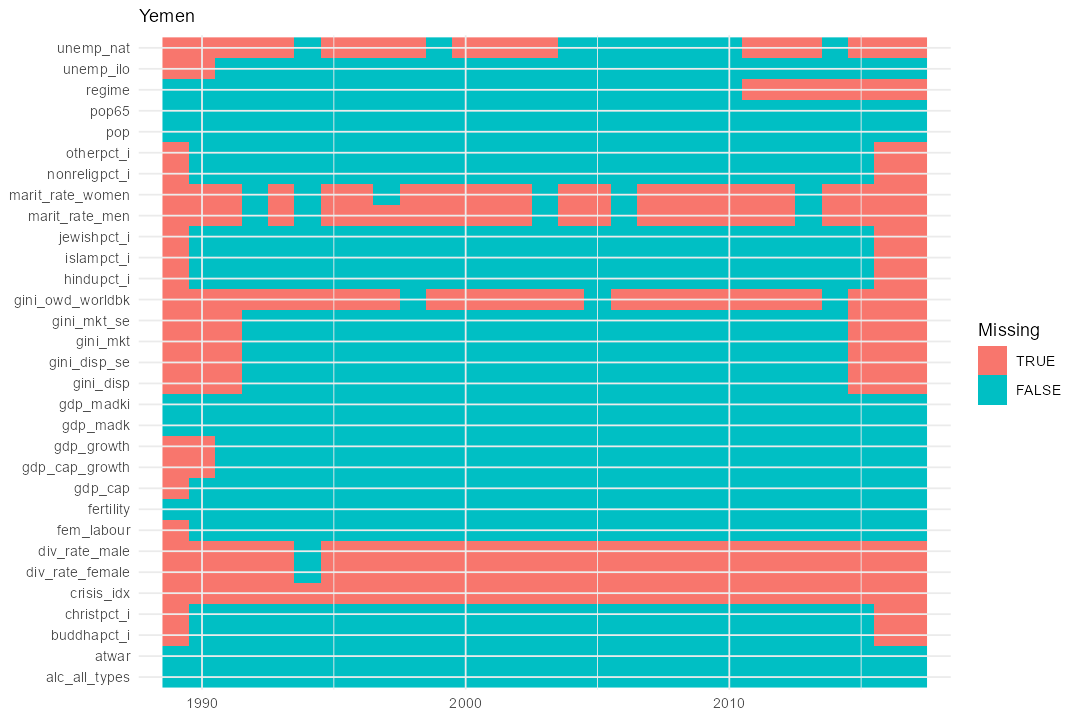 Yemen
unemp_nat
unemp_ilo
regime
pop65
pop
otherpct_i
nonreligpct_i
marit_rate_women
marit_rate_men
jewishpct_i
islampct_i
hindupct_i
gini_owd_worldbk
gini_mkt_se
gini_mkt
gini_disp_se
gini_disp
gdp_madki
gdp_madk
gdp_growth
gdp_cap_growth
gdp_cap
fertility
fem_labour
div_rate_male
div_rate_female
crisis_idx
christpct_i
buddhapct_i
atwar
alc_all_types
1990 2000 2010
Missing
TRUE
FALSE